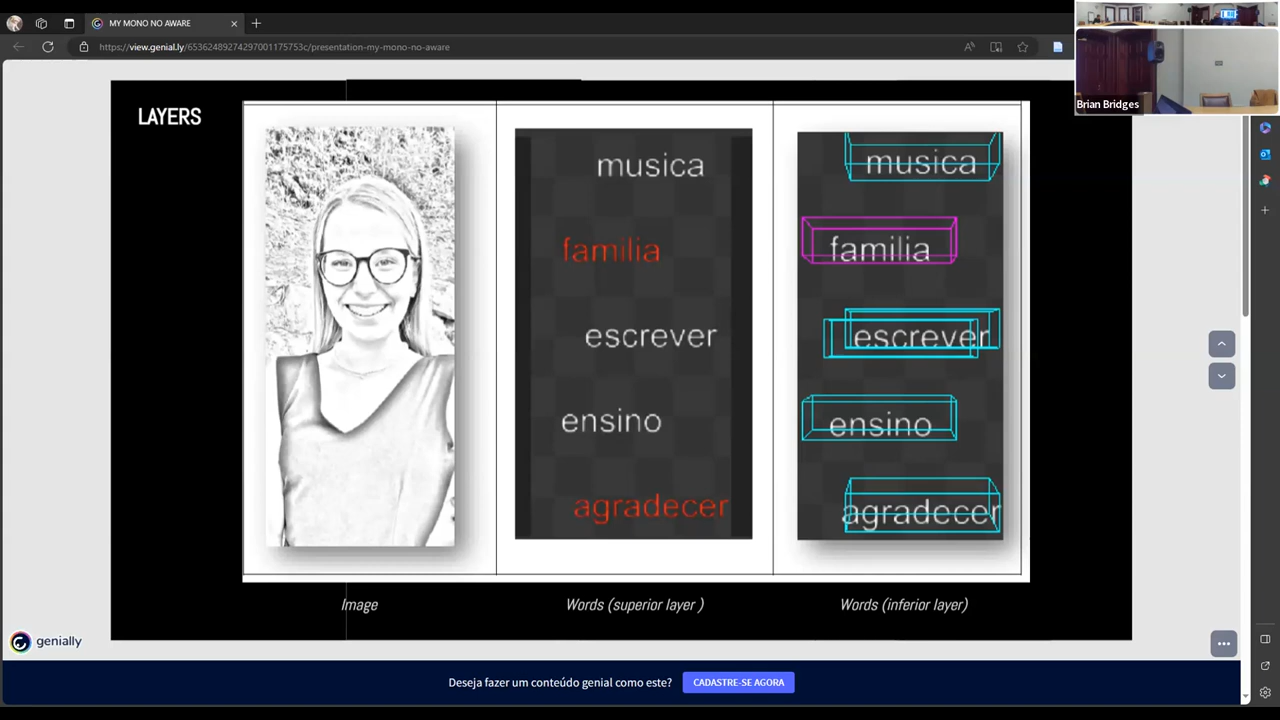 MY MONO NO AWARE
https://view.genial.ly/65362489274297001175753c/presentation-my-mono-no-aware
Brian Bridges
LAYERS
musica
familia
escrever
ensino
agradecer
musica
familia
escrever
ensino
agradecer
Image
Words (superior layer )
Words (inferior layer)
genially
Deseja fazer um conteúdo genial como este?
CADASTRE-SE AGORA